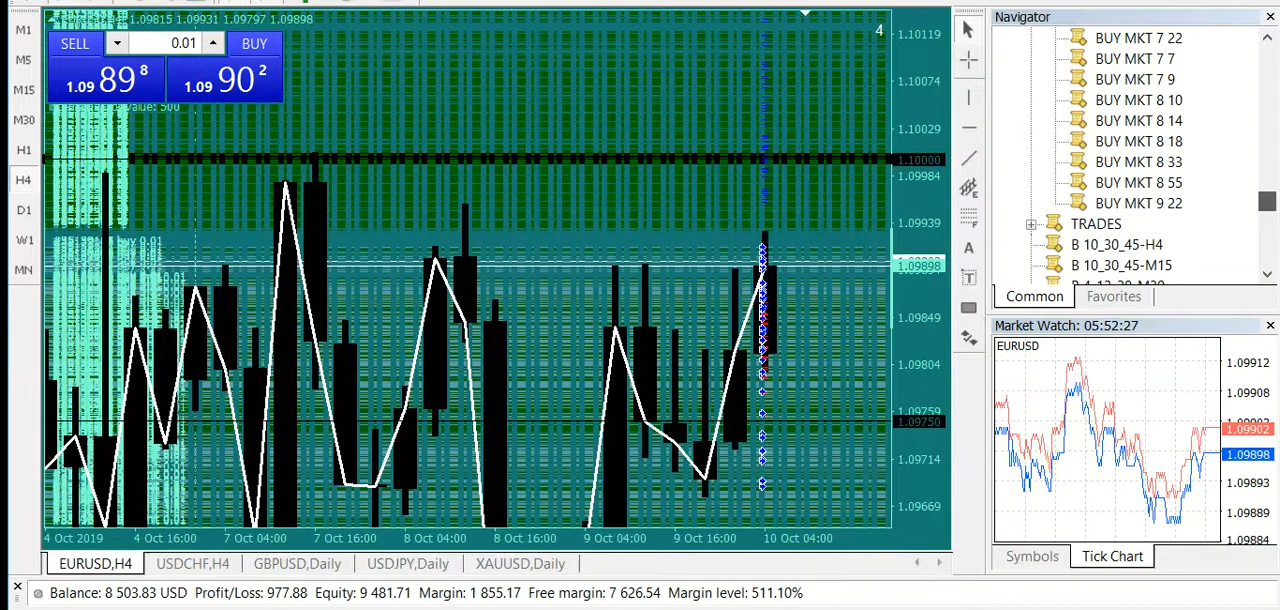 1.09815 1.09931 1.09797 1.09898
SELL 0.01 BUY
1.09 89 8
1.09 90 2
value: 500
4
buy 0.01
M1
M5
M15
M30
H1
H4
D1
W1
MN
1.10119
1.10074
1.10029
1.10000
1.09984
1.09939
1.09898
1.09849
1.09804
1.09759
1.09750
1.09714
1.09669
4 Oct 2019
4 Oct 16:00
7 Oct 04:00
7 Oct 16:00
8 Oct 04:00
8 Oct 16:00
9 Oct 04:00
9 Oct 16:00
10 Oct 04:00
EURUSD,H4
USDCHF,H4
GBPUSD,Daily
USDJPY,Daily
XAUUSD,Daily
F
A
T
Navigator
BUY MKT 7 22
BUY MKT 7 7
BUY MKT 7 9
BUY MKT 8 10
BUY MKT 8 14
BUY MKT 8 18
BUY MKT 8 33
BUY MKT 8 55
BUY MKT 9 22
TRADES
B 10_30_45-H4
B 10_30_45-M15
Common
Favorites
Market Watch: 05:52:27
EURUSD
1.09912
1.09908
1.09902
1.09898
1.09893
1.09889
1.09884
Symbols
Tick Chart
Balance: 8 503.83 USD Profit/Loss: 977.88 Equity: 9 481.71 Margin: 1 855.17 Free margin: 7 626.54 Margin level: 511.10%